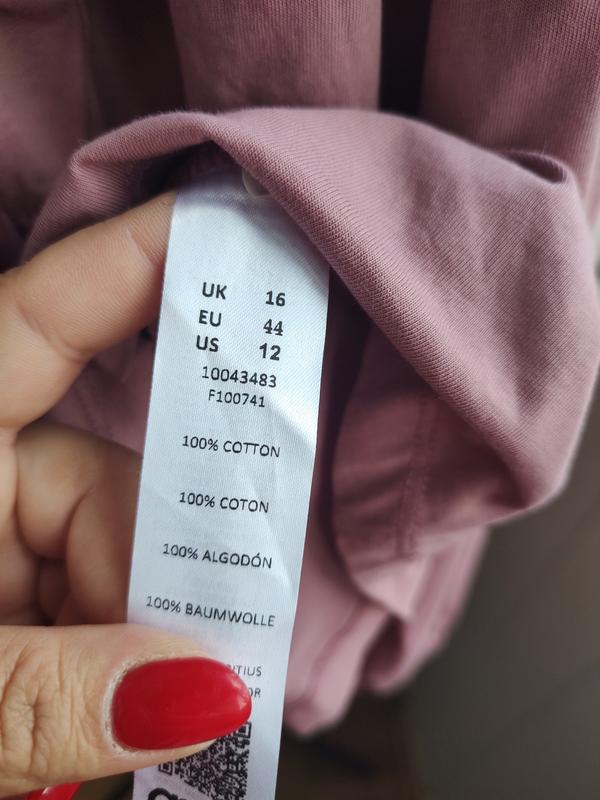 UK 16
EU 44
US 12
10043483
F100741
100% COTTON
100% COTON
100% ALGODÓN
100% BAUMWOLLE